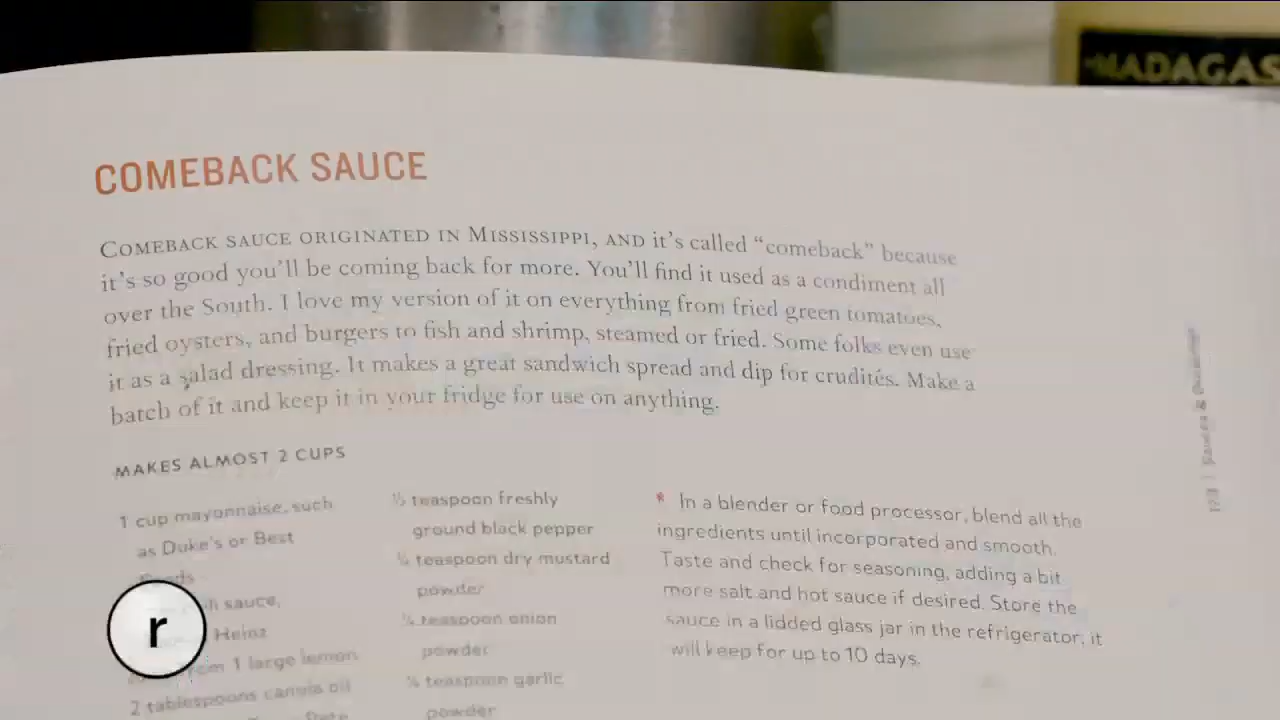 MADAGAS
COMEBACK SAUCE
COMEBACK SAUCE ORIGINATED IN MISSISSIPPI, AND it's called "comeback" because
it's so good you'll be coming back for more. You'll find it used as a condiment all
over the South. I love my version of it on everything from fried green tomatoes,
fried oysters, and burgers to fish and shrimp, steamed or fried. Some folks even use
it as a salad dressing. It makes a great sandwich spread and dip for crudités. Make a
batch of it and keep it in your fridge for use on anything.
MAKES ALMOST 2 CUPS
1 cup mayonnaise, such
as Duke's or Best
sauce,
Heinz
1 large lemon
2 tablespoons canola oil
teaspoon freshly
ground black pepper
teaspoon dry mustard
powder
teaspoon onion
powder
teaspoon garlic
powder
* In a blender or food processor, blend all the
ingredients until incorporated and smooth.
Taste and check for seasoning, adding a bit
more salt and hot sauce if desired. Store the
sauce in a lidded glass jar in the refrigerator, it
will keep for up to 10 days.
r